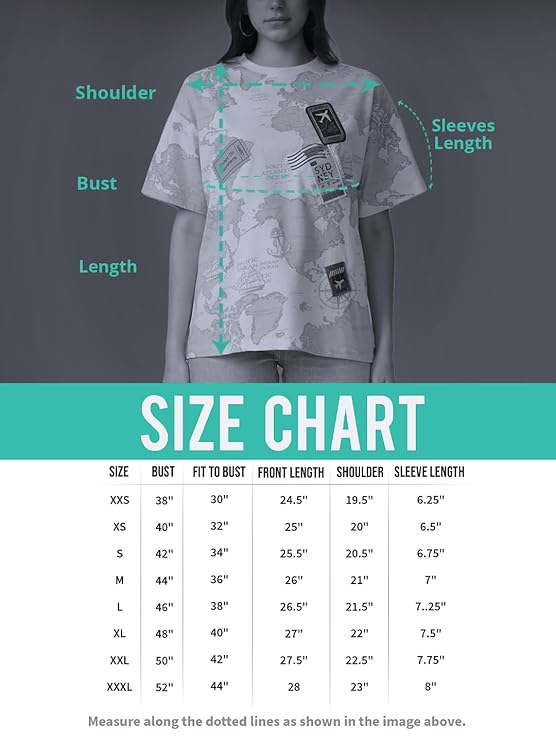 Shoulder
Sleeves
Length
SOUTH
ATLANTIC
OCEAN
SYD
NEY
Bust
Length
SIZE CHART
SIZE BUST FIT TO BUST FRONT LENGTH SHOULDER SLEEVE LENGTH
XXS 38" 30" 24.5" 19.5" 6.25"
XS 40" 32" 25" 20" 6.5"
S 42" 34" 25.5" 20.5" 6.75"
M 44" 36" 26" 21" 7"
L 46" 38" 26.5" 21.5" 7..25"
XL 48" 40" 27" 22" 7.5"
XXL 50" 42" 27.5" 22.5" 7.75"
XXXL 52" 44" 28 23" 8"
Measure along the dotted lines as shown in the image above.